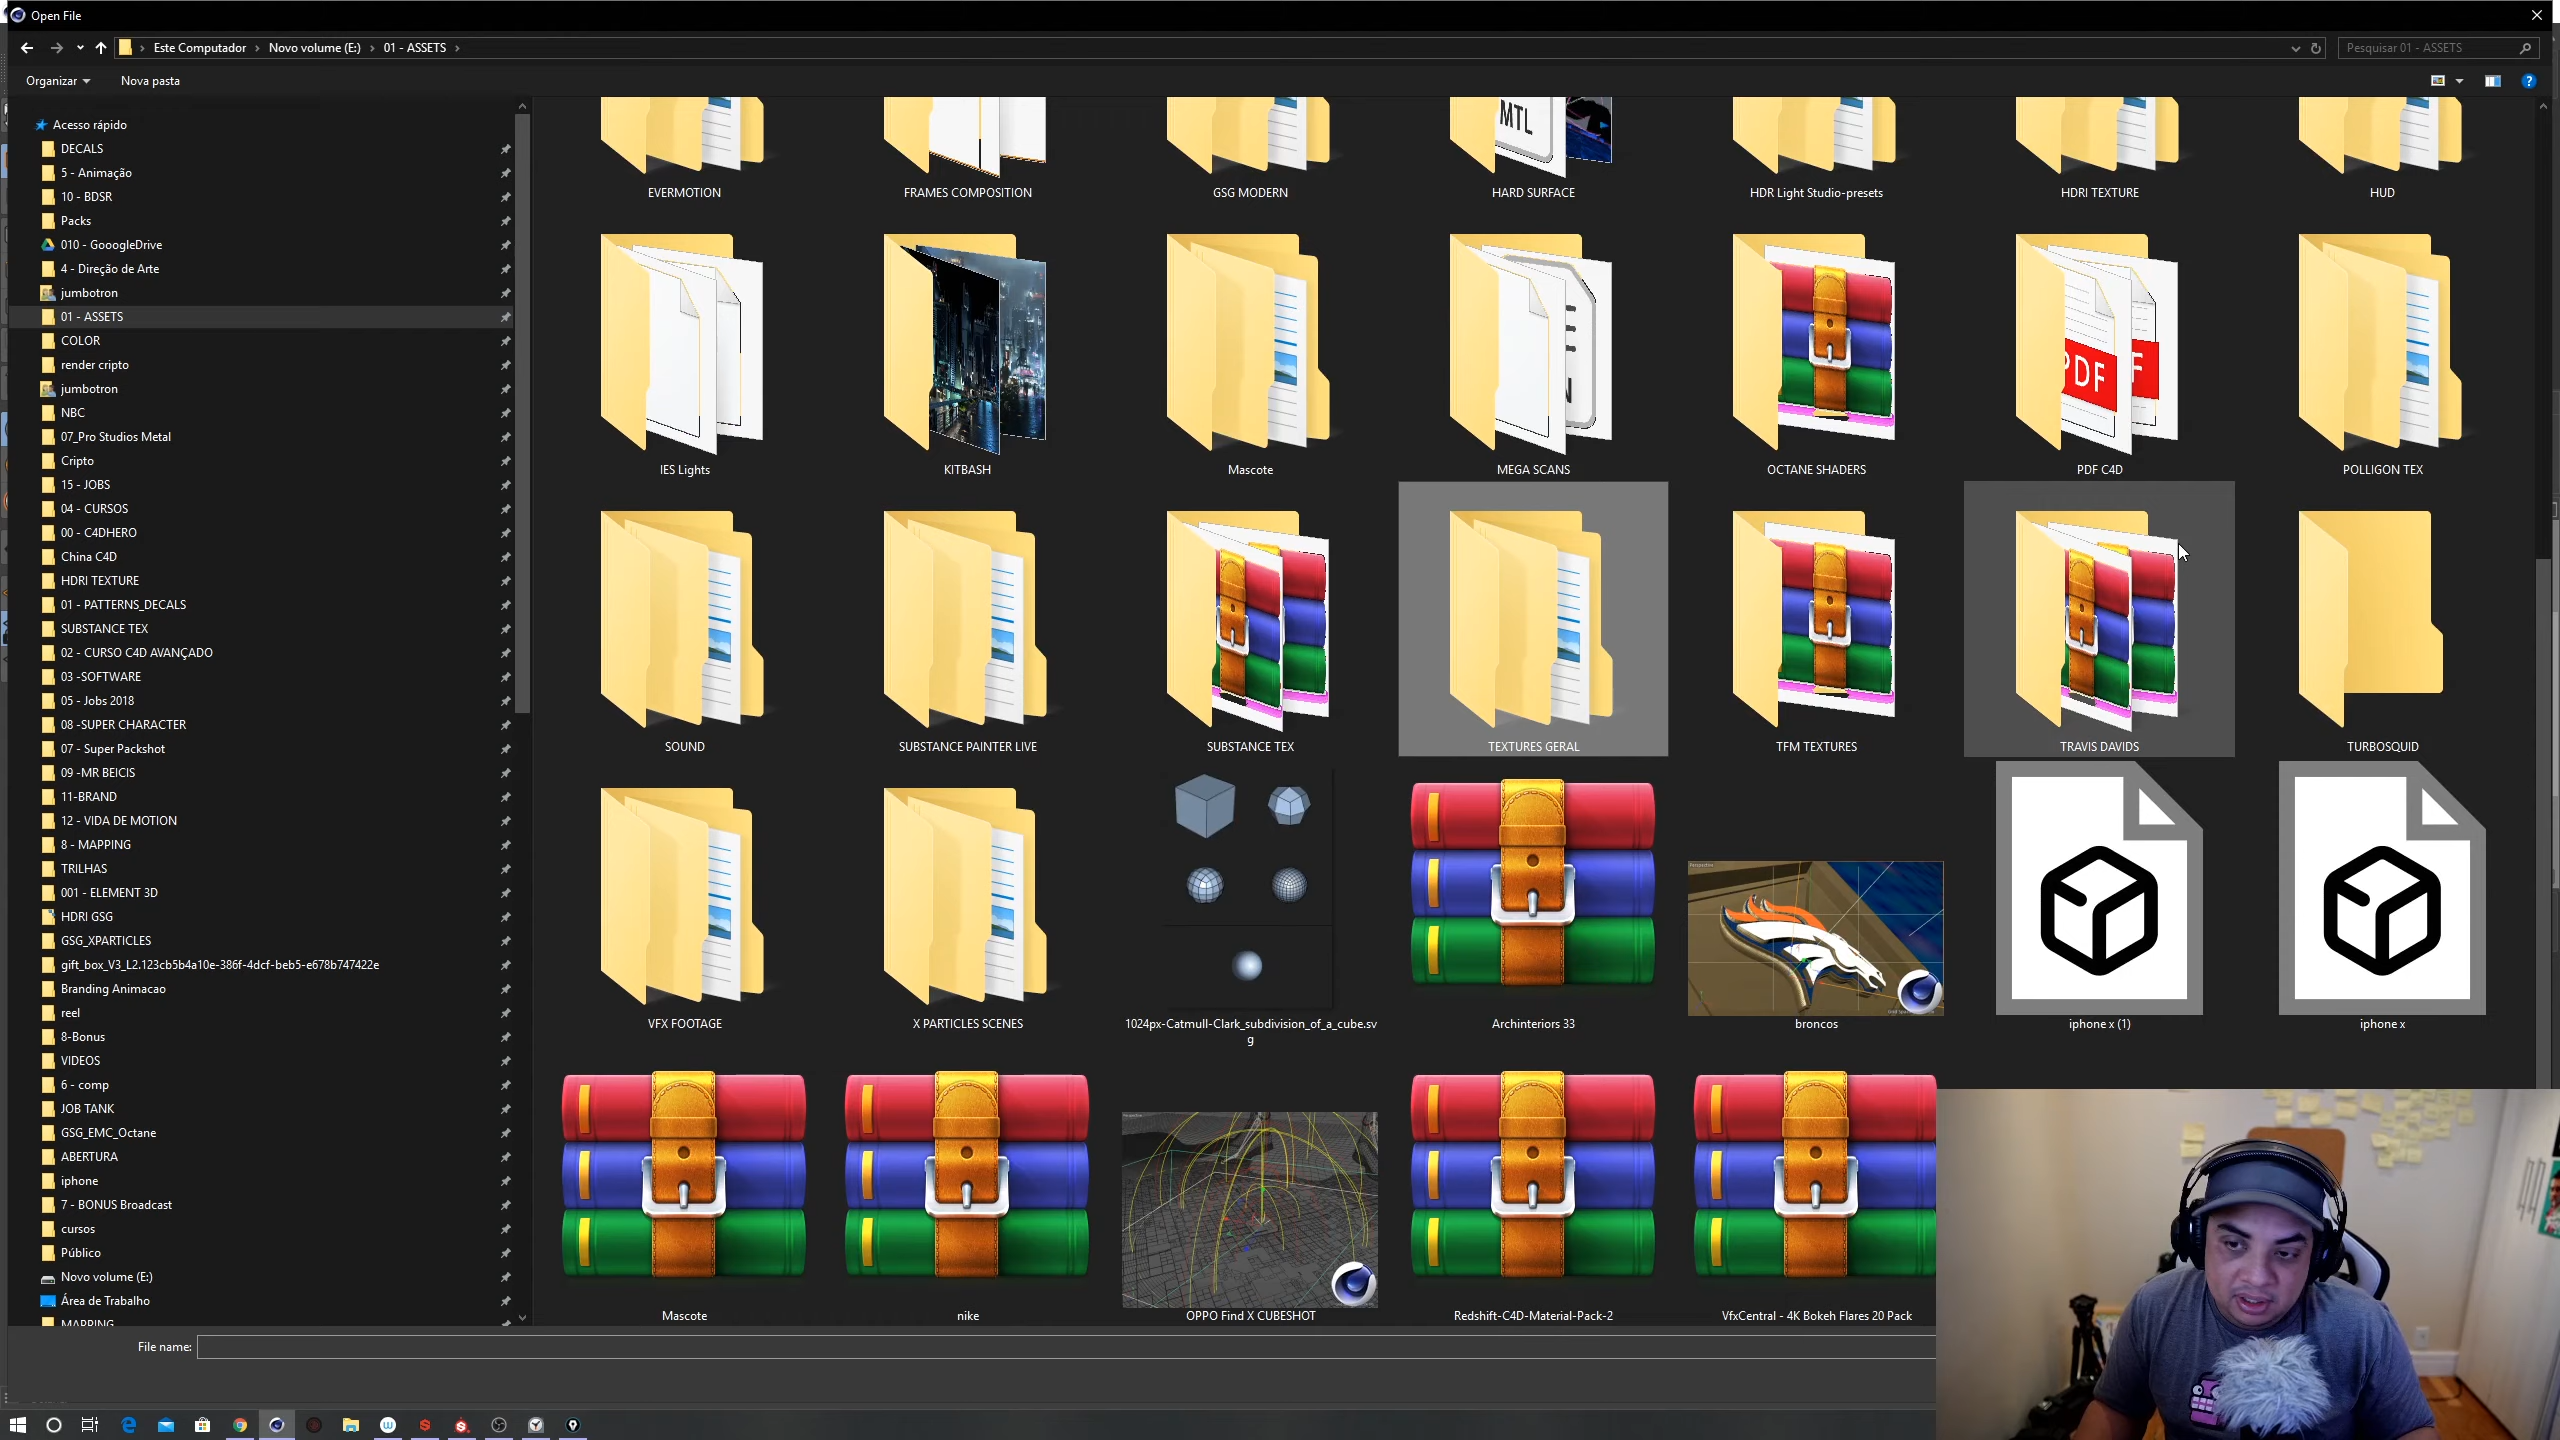 Open File
Este Computador
Novo volume (E:)
01 - ASSETS
Pesquisar 01 - ASSETS
Organizar
Nova pasta
Acesso rápido
DECALS
5 - Animação
10 - BDSR
Packs
010 - GooogleDrive
4 - Direção de Arte
jumbotron
01 - ASSETS
COLOR
render cripto
jumbotron
NBC
07_Pro Studios Metal
Cripto
15 - JOBS
04 - CURSOS
00 - C4DHERO
China C4D
HDRI TEXTURE
01 - PATTERNS_DECALS
SUBSTANCE TEX
02 - CURSO C4D AVANÇADO
03 -SOFTWARE
05 - Jobs 2018
08 -SUPER CHARACTER
07 - Super Packshot
09 -MR BEICIS
11-BRAND
12 - VIDA DE MOTION
8 - MAPPING
TRILHAS
001 - ELEMENT 3D
HDRI GSG
GSG_XPARTICLES
gift_box_V3_L2.123cb5b4a10e-386f-4dcf-beb5-e678b747422e
Branding Animacao
reel
8-Bonus
VIDEOS
6 - comp
JOB TANK
GSG_EMC_Octane
ABERTURA
iphone
7 - BONUS Broadcast
cursos
Público
Novo volume (E:)
Área de Trabalho
MAPPING
MTL
EVERMOTION
FRAMES COMPOSITION
GSG MODERN
HARD SURFACE
HDR Light Studio-presets
HDRI TEXTURE
HUD
PDF
F
IES Lights
KITBASH
Mascote
MEGA SCANS
OCTANE SHADERS
PDF C4D
POLLIGON TEX
SOUND
SUBSTANCE PAINTER LIVE
SUBSTANCE TEX
TEXTURES GERAL
TFM TEXTURES
TRAVIS DAVIDS
TURBOSQUID
VFX FOOTAGE
X PARTICLES SCENES
1024px-Catmull-Clark_subdivision_of_a_cube.sv
g
Archinteriors 33
broncos
iphone x (1)
iphone x
Mascote
nike
OPPO Find X CUBESHOT
Redshift-C4D-Material-Pack-2
VfxCentral - 4K Bokeh Flares 20 Pack
File name: